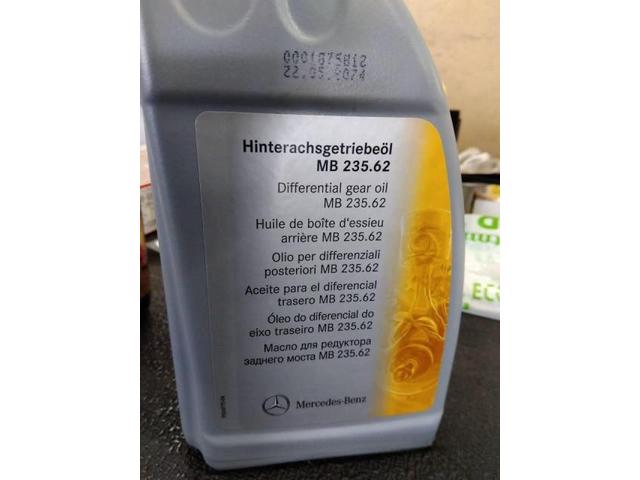 0001875812
Hinterachsgetriebeöl
MB 235.62
Differential gear oil
MB 235.62
Huile de boîte d'essieu
arrière MB 235.62
Olio per differenziali
posteriori MB 235.62
Aceite para el diferencial
trasero MB 235.62
Óleo do diferencial do
eixo traseiro MB 235.62
Масло для редуктора
заднего моста MB 235.62
Mercedes-Benz